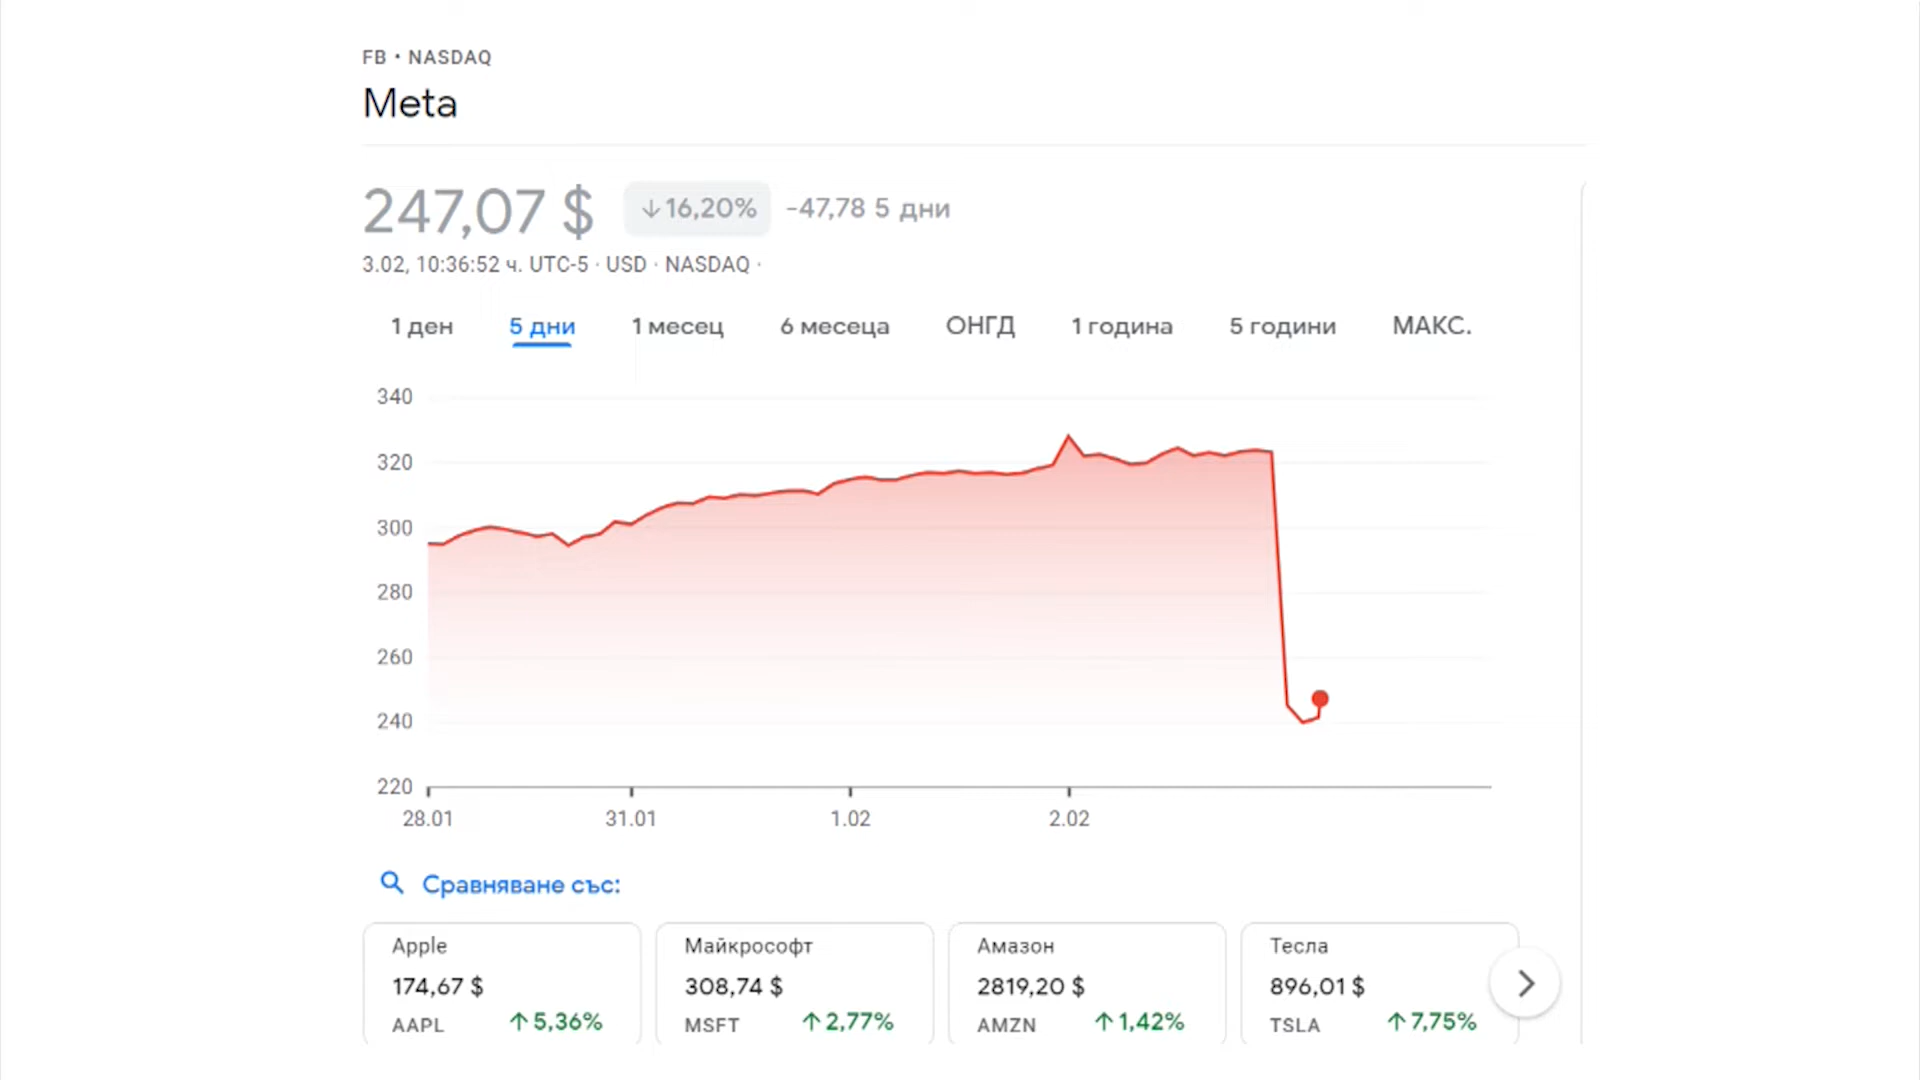 FB • NASDAQ
Meta
247,07 $ ↓16,20% -47,78 5 дни
3.02, 10:36:52 ч. UTC-5 · USD · NASDAQ ·
1 ден 5 дни 1 месец 6 месеца ОНГД 1 година 5 години МАКС.
340
320
300
280
260
240
220
28.01 31.01 1.02 2.02
Сравняване със:
Apple Майкрософт Амазон Тесла
174,67 $ 308,74 $ 2819,20 $ 896,01 $
AAPL ↑5,36% MSFT ↑2,77% AMZN ↑1,42% TSLA ↑7,75%